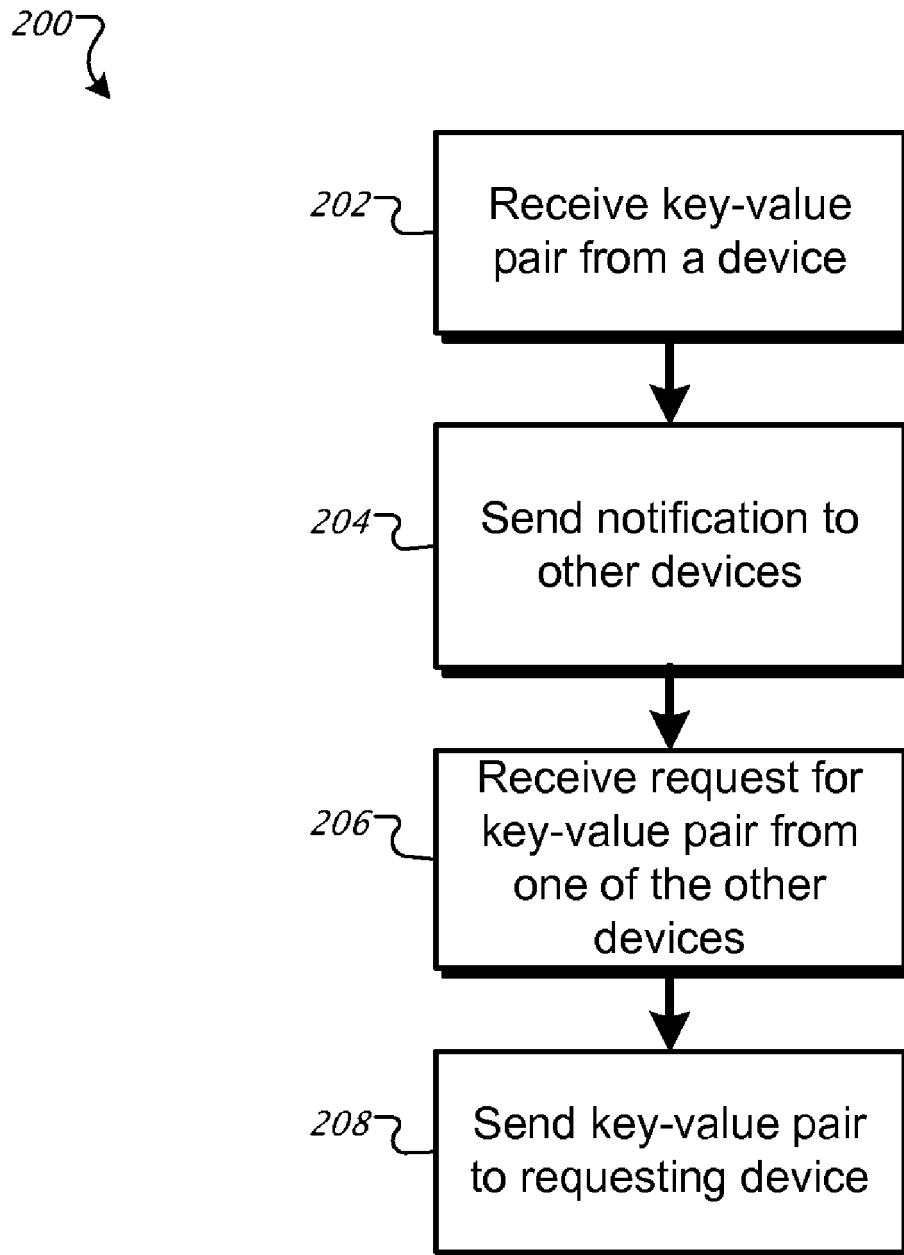 200
202
Receive key-value
pair from a device
204
Send notification to
other devices
206
Receive request for
key-value pair from
one of the other
devices
208
Send key-value pair
to requesting device